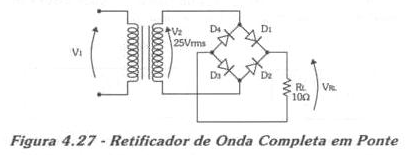 V1
V2
25Vrms
D4
D1
D3
D2
RL
10Ω
VRL
Figura 4.27 - Retificador de Onda Completa em Ponte